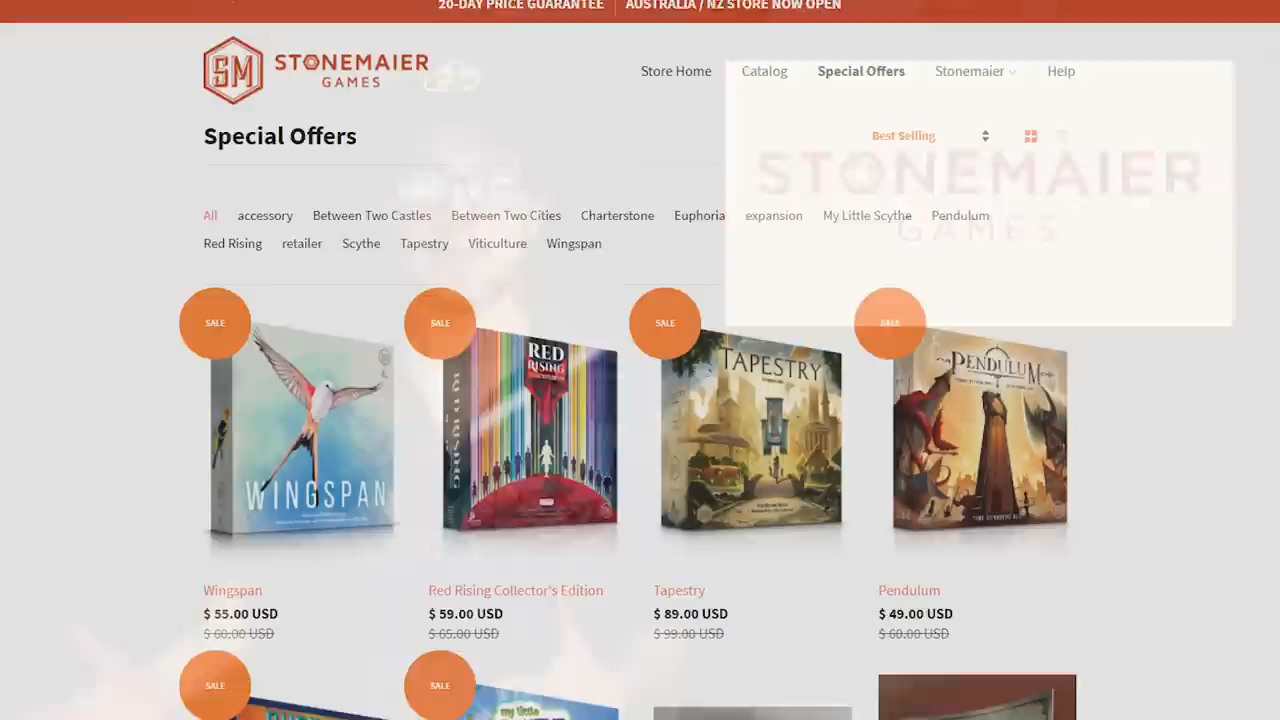 20-DAY PRICE GUARANTEE AUSTRALIA / NZ STORE NOW OPEN
SM STONEMAIER GAMES
Store Home Catalog Special Offers Stonemaier Help
Special Offers
Best Selling
STONEMAIER
GAMES
All accessory Between Two Castles Between Two Cities Charterstone Euphoria expansion My Little Scythe Pendulum
Red Rising retailer Scythe Tapestry Viticulture Wingspan
SALE SALE SALE SALE
WINGSPAN
RED RISING
TAPESTRY
PENDULUM
Wingspan Red Rising Collector's Edition Tapestry Pendulum
$ 55.00 USD $ 59.00 USD $ 89.00 USD $ 49.00 USD
$ 60.00 USD $ 65.00 USD $ 99.00 USD $ 60.00 USD
SALE SALE
my little